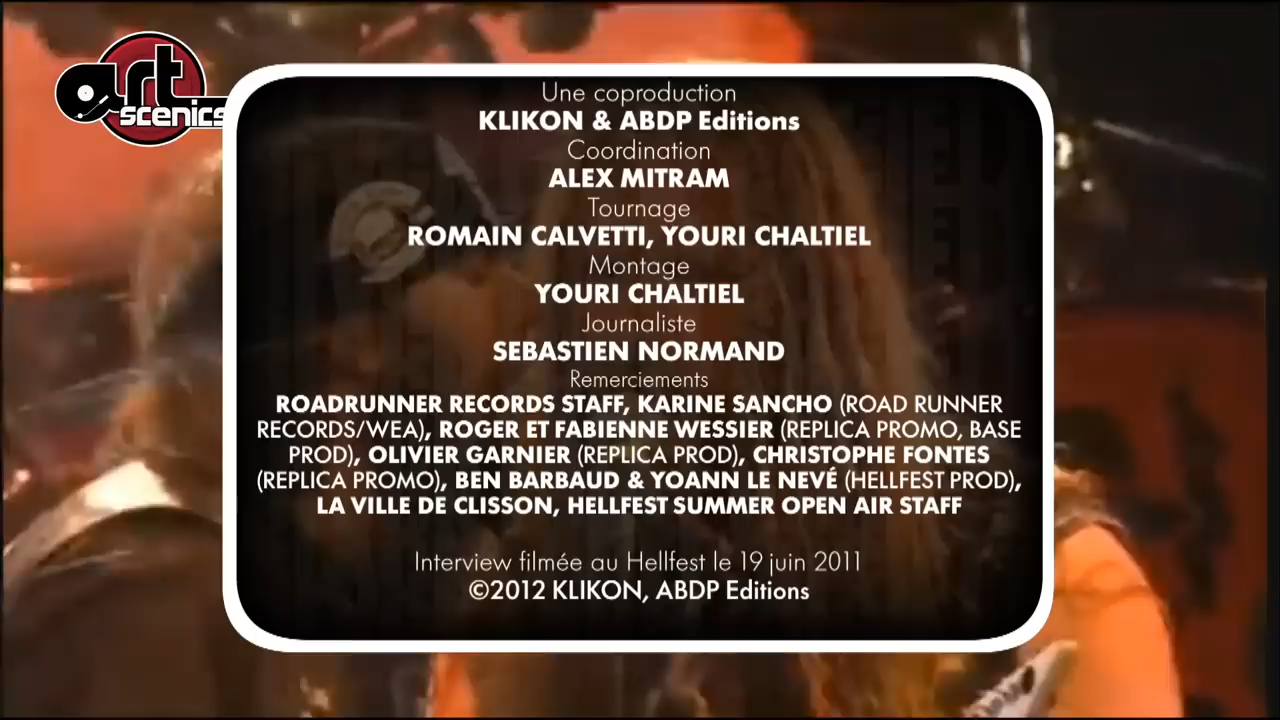 art
scenics
Une coproduction
KLIKON & ABDP Editions
Coordination
ALEX MITRAM
Tournage
ROMAIN CALVETTI, YOURI CHALTIEL
Montage
YOURI CHALTIEL
Journaliste
SEBASTIEN NORMAND
Remerciements
ROADRUNNER RECORDS STAFF, KARINE SANCHO (ROAD RUNNER
RECORDS/WEA), ROGER ET FABIENNE WESSIER (REPLICA PROMO, BASE
PROD), OLIVIER GARNIER (REPLICA PROD), CHRISTOPHE FONTES
(REPLICA PROMO), BEN BARBAUD & YOANN LE NEVÉ (HELLFEST PROD),
LA VILLE DE CLISSON, HELLFEST SUMMER OPEN AIR STAFF
Interview filmée au Hellfest le 19 juin 2011
©2012 KLIKON, ABDP Editions